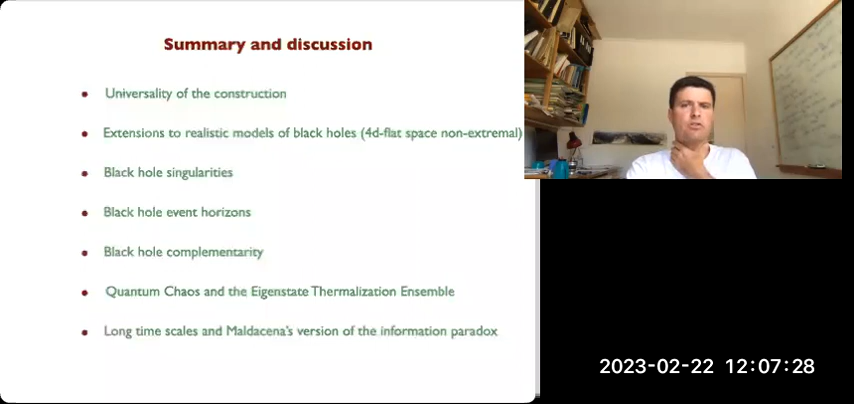 Summary and discussion
Universality of the construction
Extensions to realistic models of black holes (4d-flat space non-extremal)
Black hole singularities
Black hole event horizons
Black hole complementarity
Quantum Chaos and the Eigenstate Thermalization Ensemble
Long time scales and Maldacena's version of the information paradox
2023-02-22 12:07:28